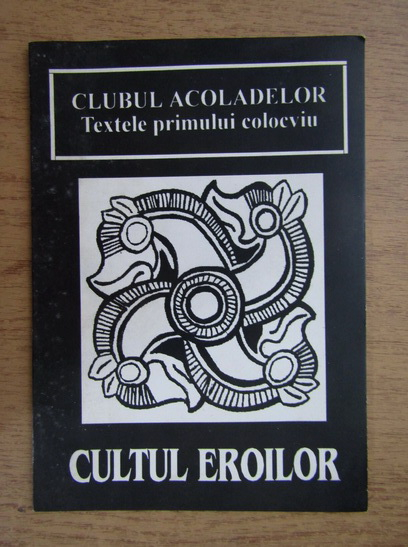 CLUBUL ACOLADELOR
Textele primului colocviu
CULTUL EROILOR